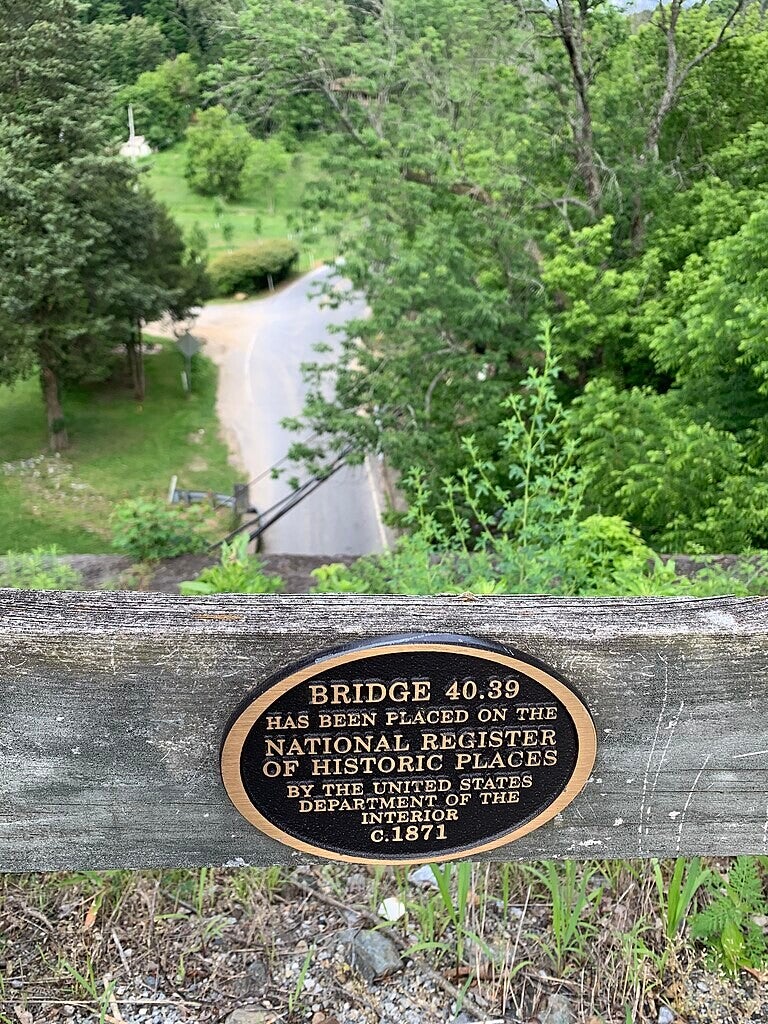 BRIDGE 40.39
HAS BEEN PLACED ON THE
NATIONAL REGISTER
OF HISTORIC PLACES
BY THE UNITED STATES
DEPARTMENT OF THE
INTERIOR
C.1871